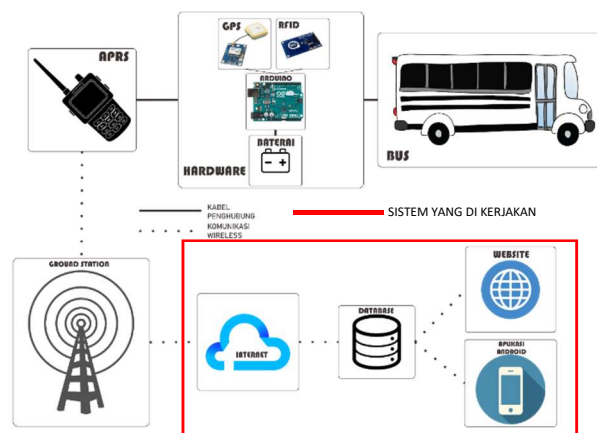 GPS
RFID
APRS
ARDUINO
BATERAI
HARDWARE
BUS
KABEL
PENGHUBUNG
KOMUNIKASI
WIRELESS
SISTEM YANG DI KERJAKAN
GROUND STATION
INTERNET
DATABASE
WEBSITE
APLIKASI
ANDROID